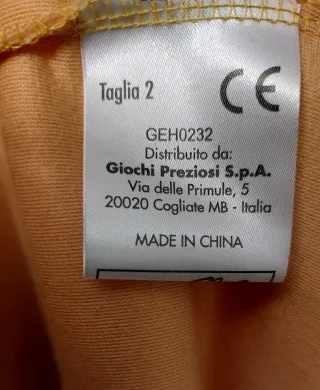 Taglia 2
CE
GEH0232
Distribuito da:
Giochi Preziosi S.p.A.
Via delle Primule, 5
20020 Cogliate MB - Italia
MADE IN CHINA